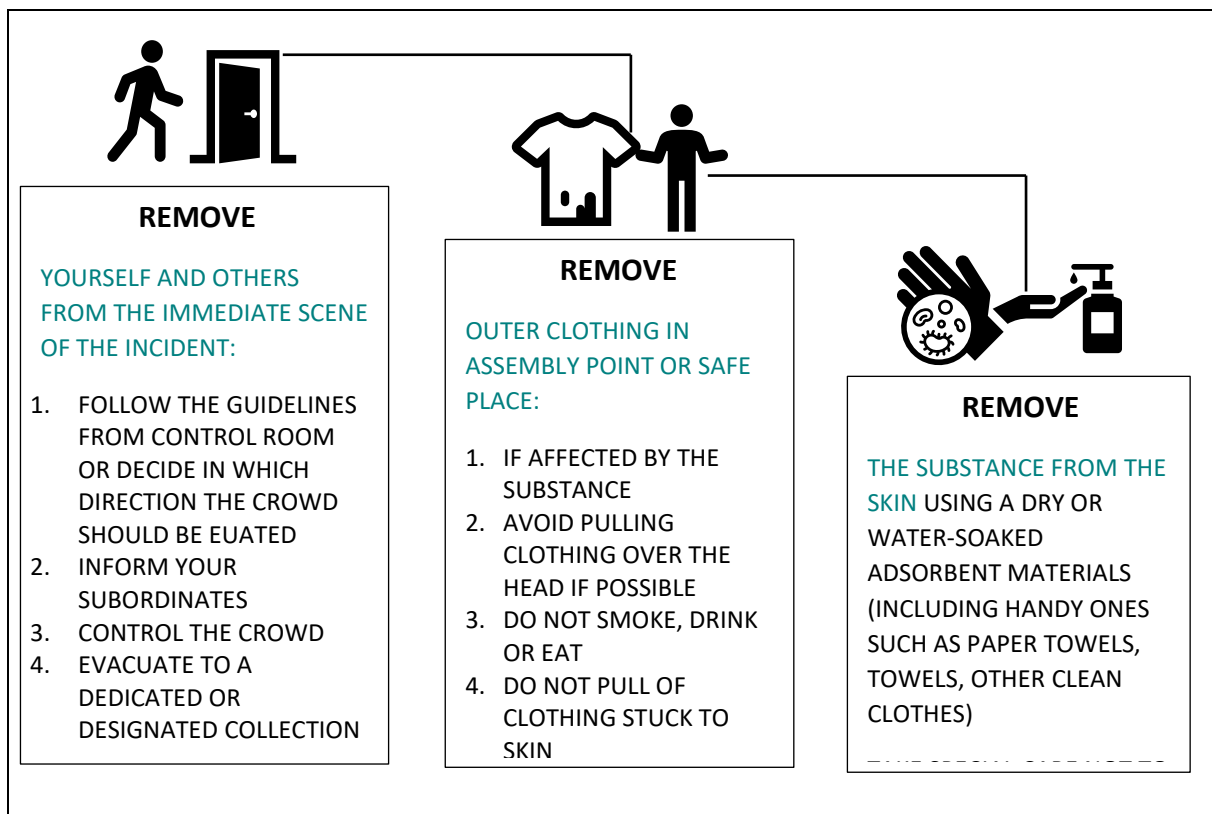 REMOVE
YOURSELF AND OTHERS
FROM THE IMMEDIATE SCENE
OF THE INCIDENT:
1. FOLLOW THE GUIDELINES
FROM CONTROL ROOM
OR DECIDE IN WHICH
DIRECTION THE CROWD
SHOULD BE EUATED
2. INFORM YOUR
SUBORDINATES
3. CONTROL THE CROWD
4. EVACUATE TO A
DEDICATED OR
DESIGNATED COLLECTION
REMOVE
OUTER CLOTHING IN
ASSEMBLY POINT OR SAFE
PLACE:
1. IF AFFECTED BY THE
SUBSTANCE
2. AVOID PULLING
CLOTHING OVER THE
HEAD IF POSSIBLE
3. DO NOT SMOKE, DRINK
OR EAT
4. DO NOT PULL OF
CLOTHING STUCK TO
SKIN
REMOVE
THE SUBSTANCE FROM THE
SKIN USING A DRY OR
WATER-SOAKED
ADSORBENT MATERIALS
(INCLUDING HANDY ONES
SUCH AS PAPER TOWELS,
TOWELS, OTHER CLEAN
CLOTHES)